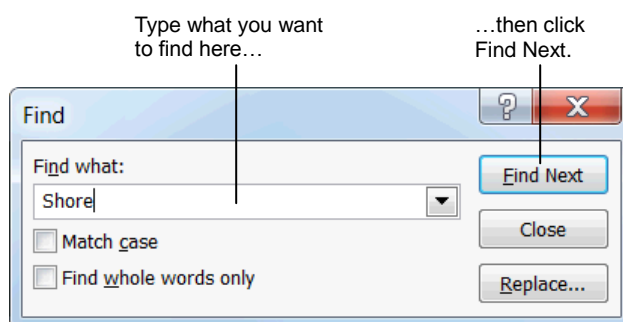 Type what you want
to find here…
…then click
Find Next.
Find
Find what:
Find Next
Shore
Match case
Close
Find whole words only
Replace...